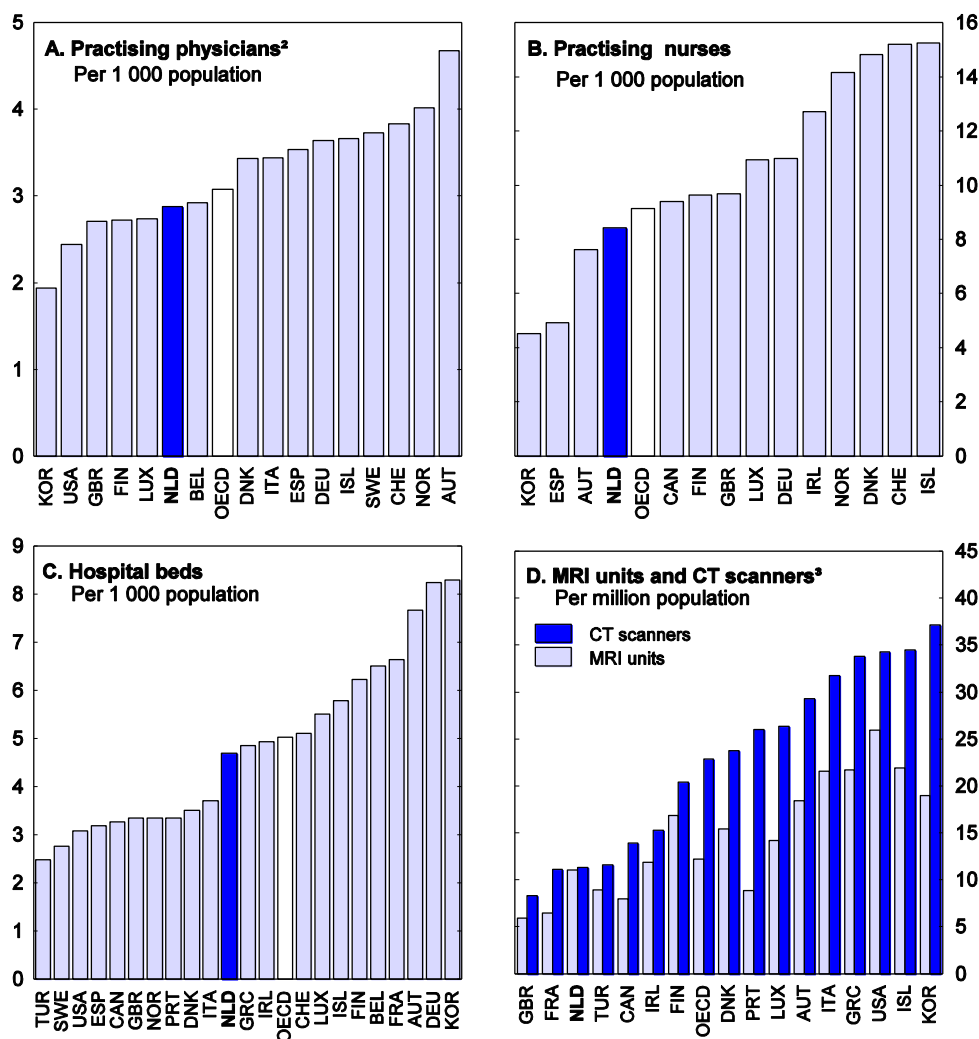 A. Practising physicians²
Per 1 000 population
5
4
3
2
1
0
KOR USA GBR FIN LUX NLD BEL OECD DNK ITA ESP DEU ISL SWE CHE NOR AUT
B. Practising nurses
Per 1 000 population
16
14
12
10
8
6
4
2
0
KOR ESP AUT NLD OECD CAN FIN GBR LUX DEU IRL NOR DNK CHE ISL
C. Hospital beds
Per 1 000 population
9
8
7
6
5
4
3
2
1
0
TUR SWE USA ESP CAN GBR NOR PRT DNK ITA NLD GRC IRL OECD CHE LUX ISL FIN BEL FRA AUT DEU KOR
D. MRI units and CT scanners³
Per million population
CT scanners
MRI units
45
40
35
30
25
20
15
10
5
0
GBR FRA NLD TUR CAN IRL FIN OECD DNK PRT LUX AUT ITA GRC USA ISL KOR